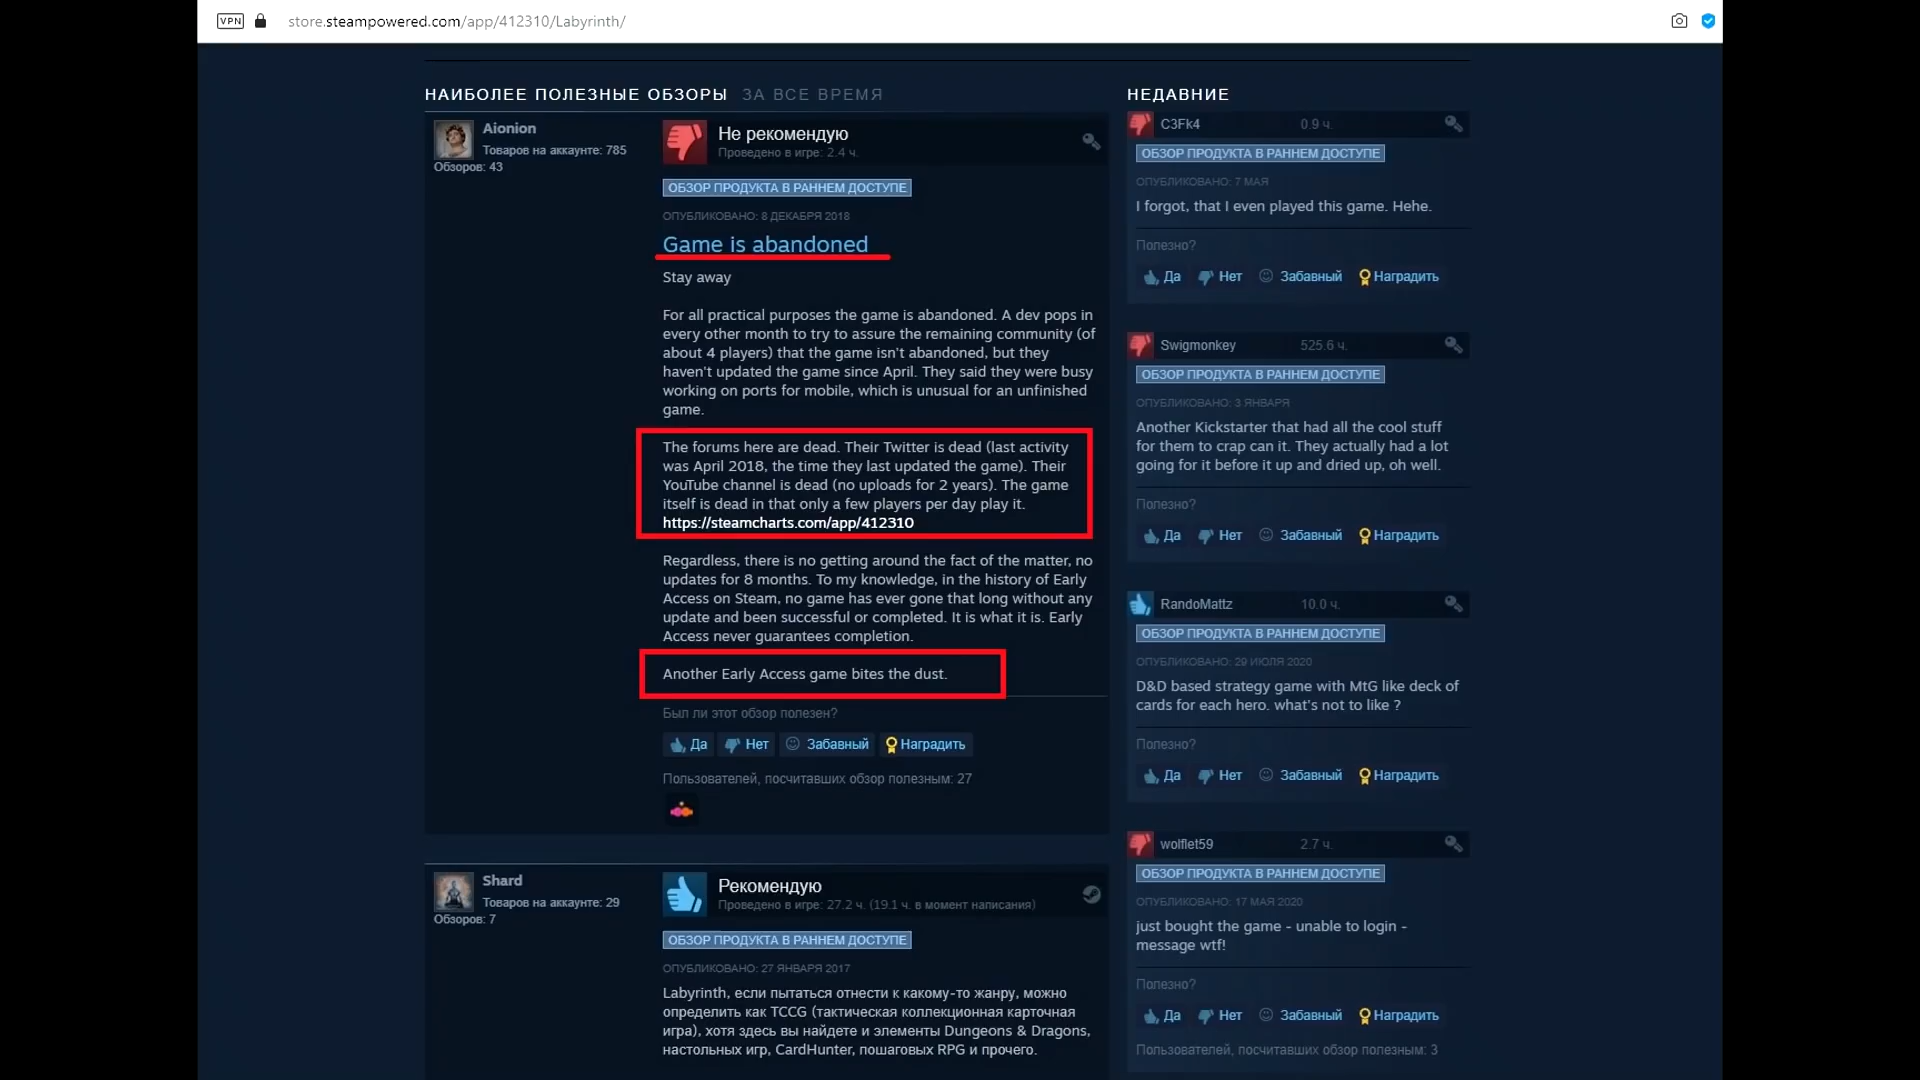 VPN
store.steampowered.com/app/412310/Labyrinth/
НАИБОЛЕЕ ПОЛЕЗНЫЕ ОБЗОРЫ ЗА ВСЕ ВРЕМЯ
Aionion
Товаров на аккаунте: 785
Обзоров: 43
Не рекомендую
Проведено в игре: 2.4 ч.
ОБЗОР ПРОДУКТА В РАННЕМ ДОСТУПЕ
ОПУБЛИКОВАНО: 8 ДЕКАБРЯ 2018
Game is abandoned
Stay away
For all practical purposes the game is abandoned. A dev pops in
every other month to try to assure the remaining community (of
about 4 players) that the game isn't abandoned, but they
haven't updated the game since April. They said they were busy
working on ports for mobile, which is unusual for an unfinished
game.
The forums here are dead. Their Twitter is dead (last activity
was April 2018, the time they last updated the game). Their
YouTube channel is dead (no uploads for 2 years). The game
itself is dead in that only a few players per day play it.
https://steamcharts.com/app/412310
Regardless, there is no getting around the fact of the matter, no
updates for 8 months. To my knowledge, in the history of Early
Access on Steam, no game has ever gone that long without any
update and been successful or completed. It is what it is. Early
Access never guarantees completion.
Another Early Access game bites the dust.
Был ли этот обзор полезен?
Да Нет Забавный Наградить
Пользователей, посчитавших обзор полезным: 27
Shard
Товаров на аккаунте: 29
Обзоров: 7
Рекомендую
Проведено в игре: 27.2 ч. (19.1 ч. в момент написания)
ОБЗОР ПРОДУКТА В РАННЕМ ДОСТУПЕ
ОПУБЛИКОВАНО: 27 ЯНВАРЯ 2017
Labyrinth, если пытаться отнести к какому-то жанру, можно
определить как TCCG (тактическая коллекционная карточная
игра), хотя здесь вы найдете и элементы Dungeons & Dragons,
настольных игр, CardHunter, пошаговых RPG и прочего.
НЕДАВНИЕ
C3Fk4 0.9 ч.
ОБЗОР ПРОДУКТА В РАННЕМ ДОСТУПЕ
ОПУБЛИКОВАНО: 7 МАЯ
I forgot, that I even played this game. Hehe.
Полезно?
Да Нет Забавный Наградить
Swigmonkey 525.6 ч.
ОБЗОР ПРОДУКТА В РАННЕМ ДОСТУПЕ
ОПУБЛИКОВАНО: 3 ЯНВАРЯ
Another Kickstarter that had all the cool stuff
for them to crap can it. They actually had a lot
going for it before it up and dried up, oh well.
Полезно?
Да Нет Забавный Наградить
RandoMattz 10.0 ч.
ОБЗОР ПРОДУКТА В РАННЕМ ДОСТУПЕ
ОПУБЛИКОВАНО: 29 ИЮЛЯ 2020
D&D based strategy game with MtG like deck of
cards for each hero. what's not to like ?
Полезно?
Да Нет Забавный Наградить
wolflet59 2.7 ч.
ОБЗОР ПРОДУКТА В РАННЕМ ДОСТУПЕ
ОПУБЛИКОВАНО: 17 МАЯ 2020
just bought the game - unable to login -
message wtf!
Полезно?
Да Нет Забавный Наградить
Пользователей, посчитавших обзор полезным: 3